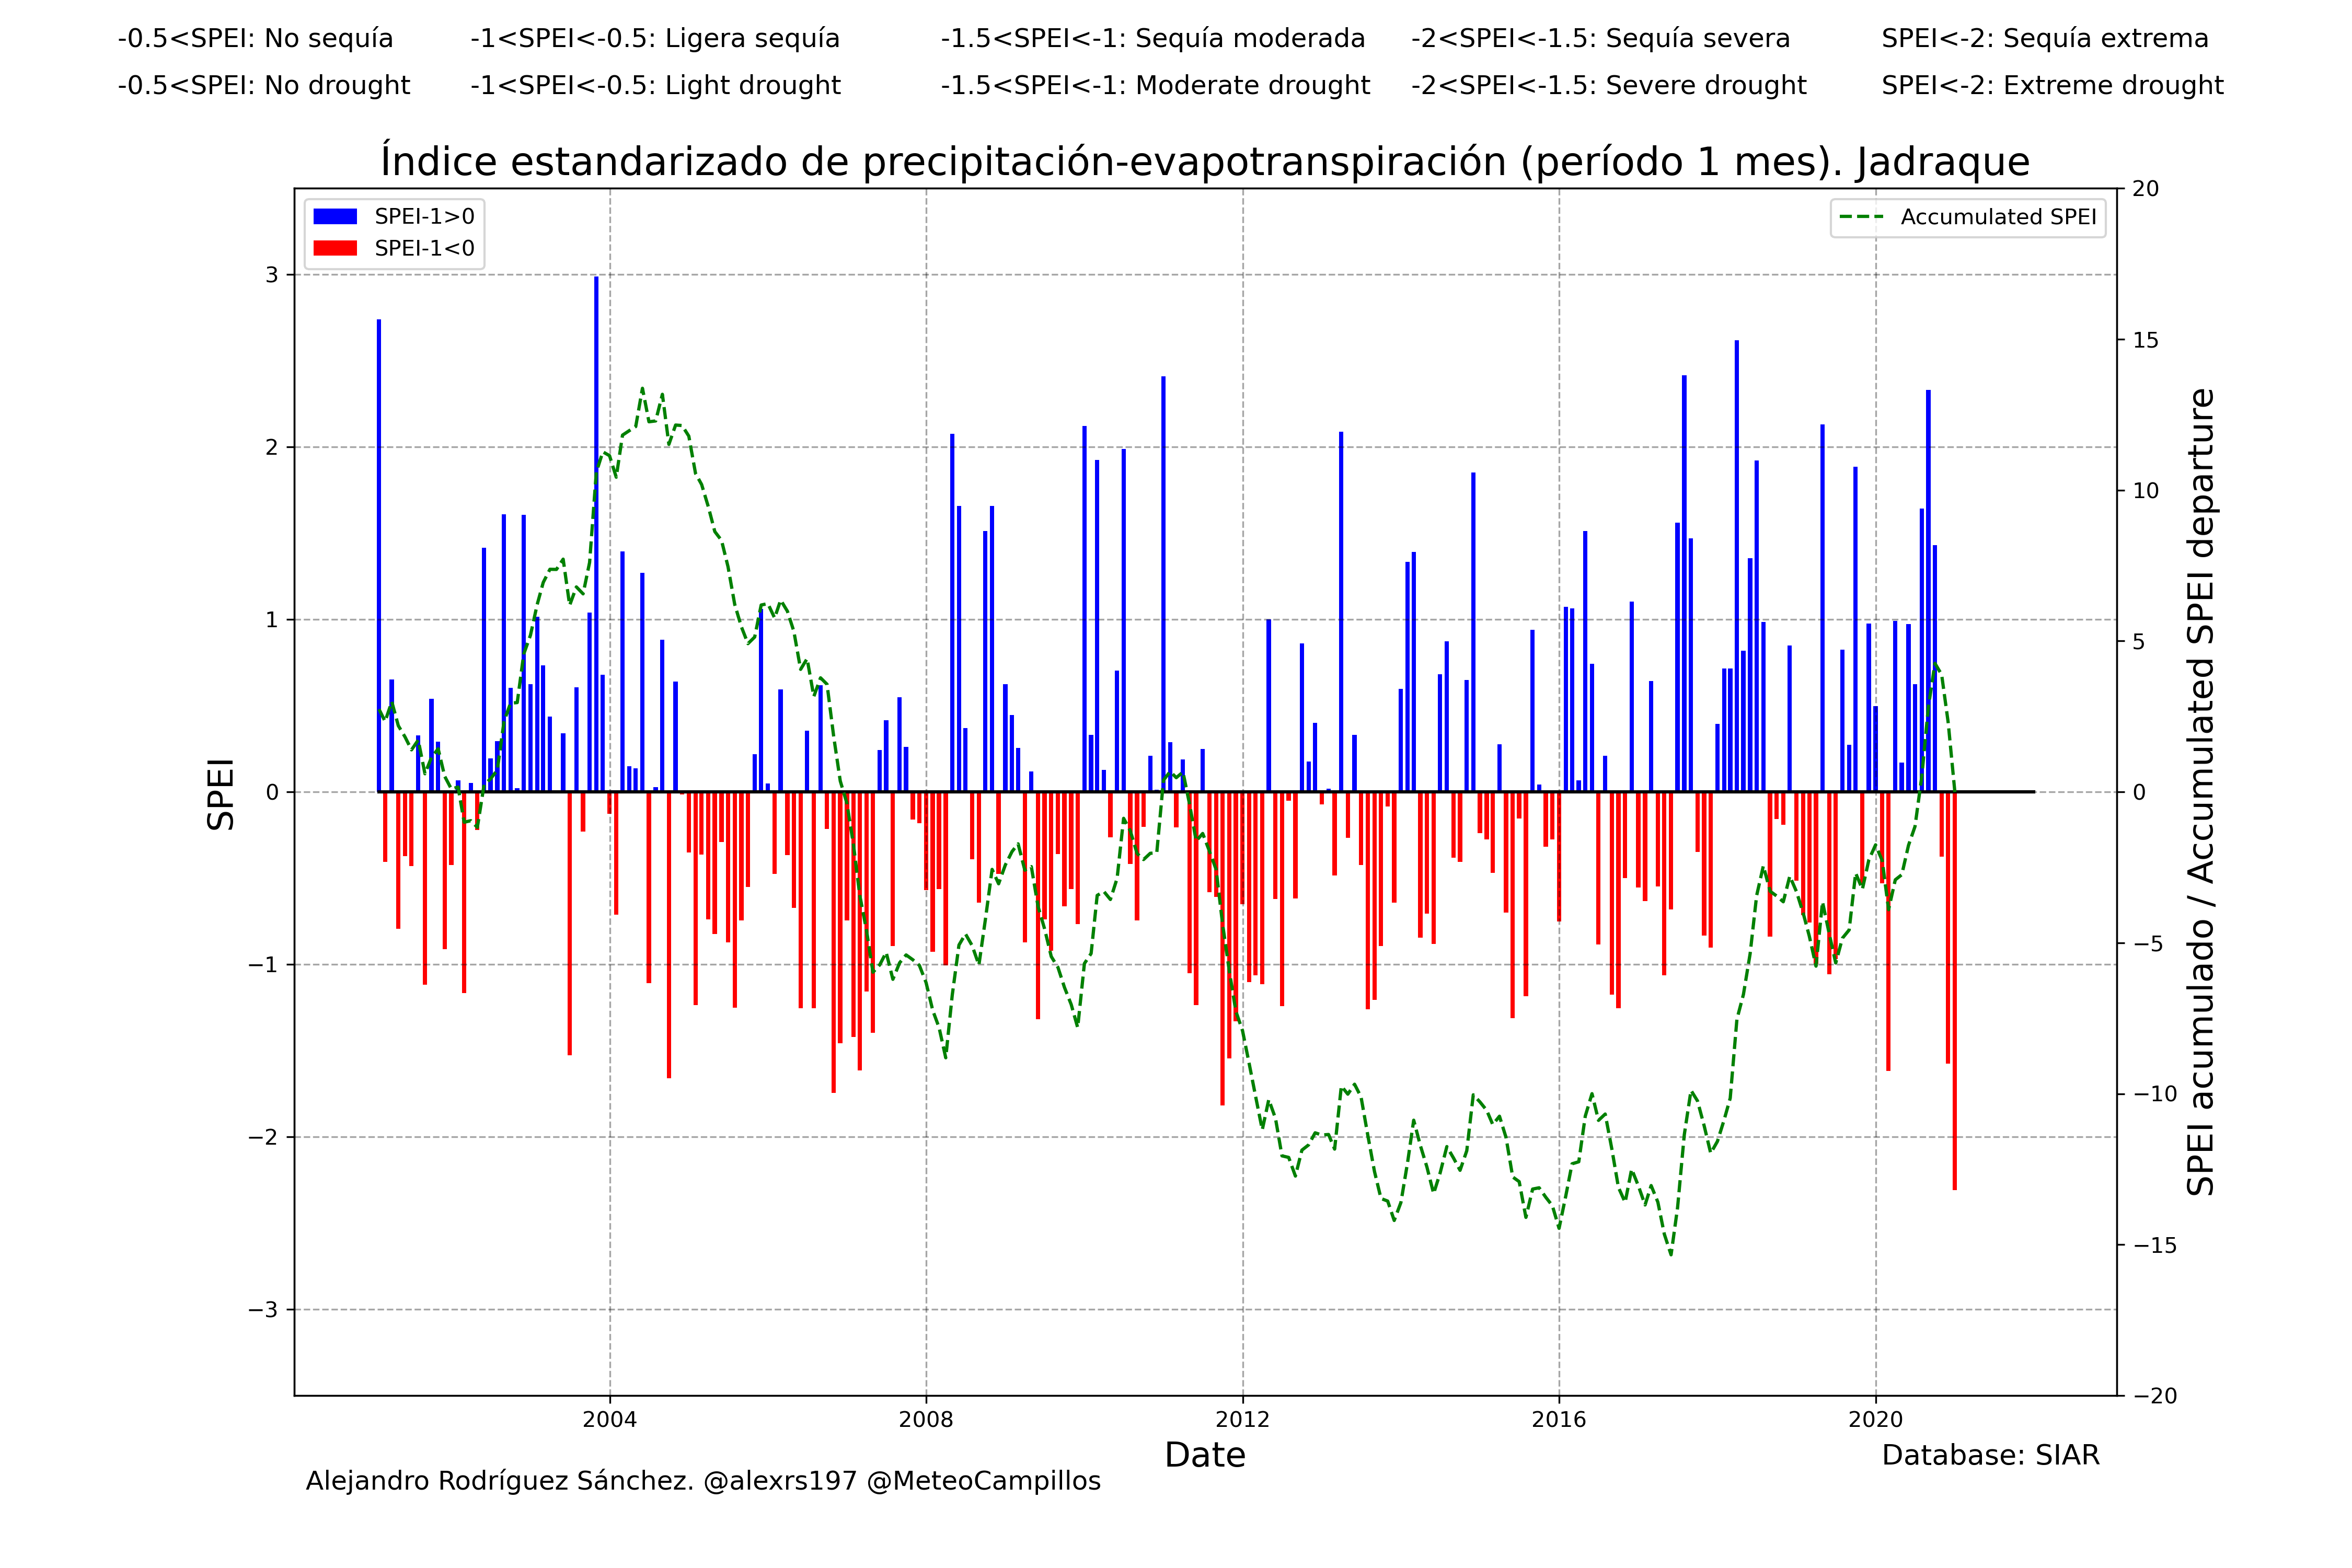 -0.5<SPEI: No sequía -1<SPEI<-0.5: Ligera sequía -1.5<SPEI<-1: Sequía moderada -2<SPEI<-1.5: Sequía severa SPEI<-2: Sequía extrema
-0.5<SPEI: No drought -1<SPEI<-0.5: Light drought -1.5<SPEI<-1: Moderate drought -2<SPEI<-1.5: Severe drought SPEI<-2: Extreme drought
Índice estandarizado de precipitación-evapotranspiración (período 1 mes). Jadraque
SPEI-1>0
SPEI-1<0
Accumulated SPEI
SPEI
3
2
1
0
−1
−2
−3
20
15
10
5
0
−5
−10
−15
−20
SPEI acumulado / Accumulated SPEI departure
2004 2008 2012 2016 2020
Date
Database: SIAR
Alejandro Rodríguez Sánchez. @alexrs197 @MeteoCampillos